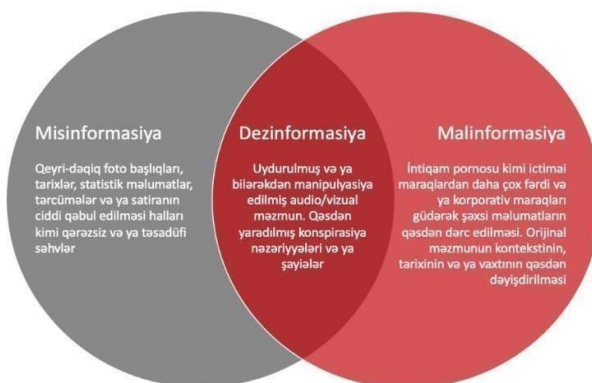 Misinformasiya
Qeyri-dəqiq foto başlıqları,
tarixlər, statistik məlumatlar,
tərcümələr və ya satiranın
ciddi qəbul edilməsi halları
kimi qərəzsiz və ya təsadüfi
səhvlər
Dezinformasiya
Uydurulmuş və ya
bilərəkdən manipulyasiya
edilmiş audio/vizual
məzmun. Qəsdən
yaradılmış konspirasiya
nəzəriyyələri və ya
şayiələr
Malinformasiya
İntiqam pornosu kimi ictimai
maraqlardan daha çox fərdi və
ya korporativ maraqları
güdərək şəxsi məlumatların
qəsdən dərc edilməsi. Orijinal
məzmunun kontekstinin,
tarixinin və ya vaxtının qəsdən
dəyişdirilməsi